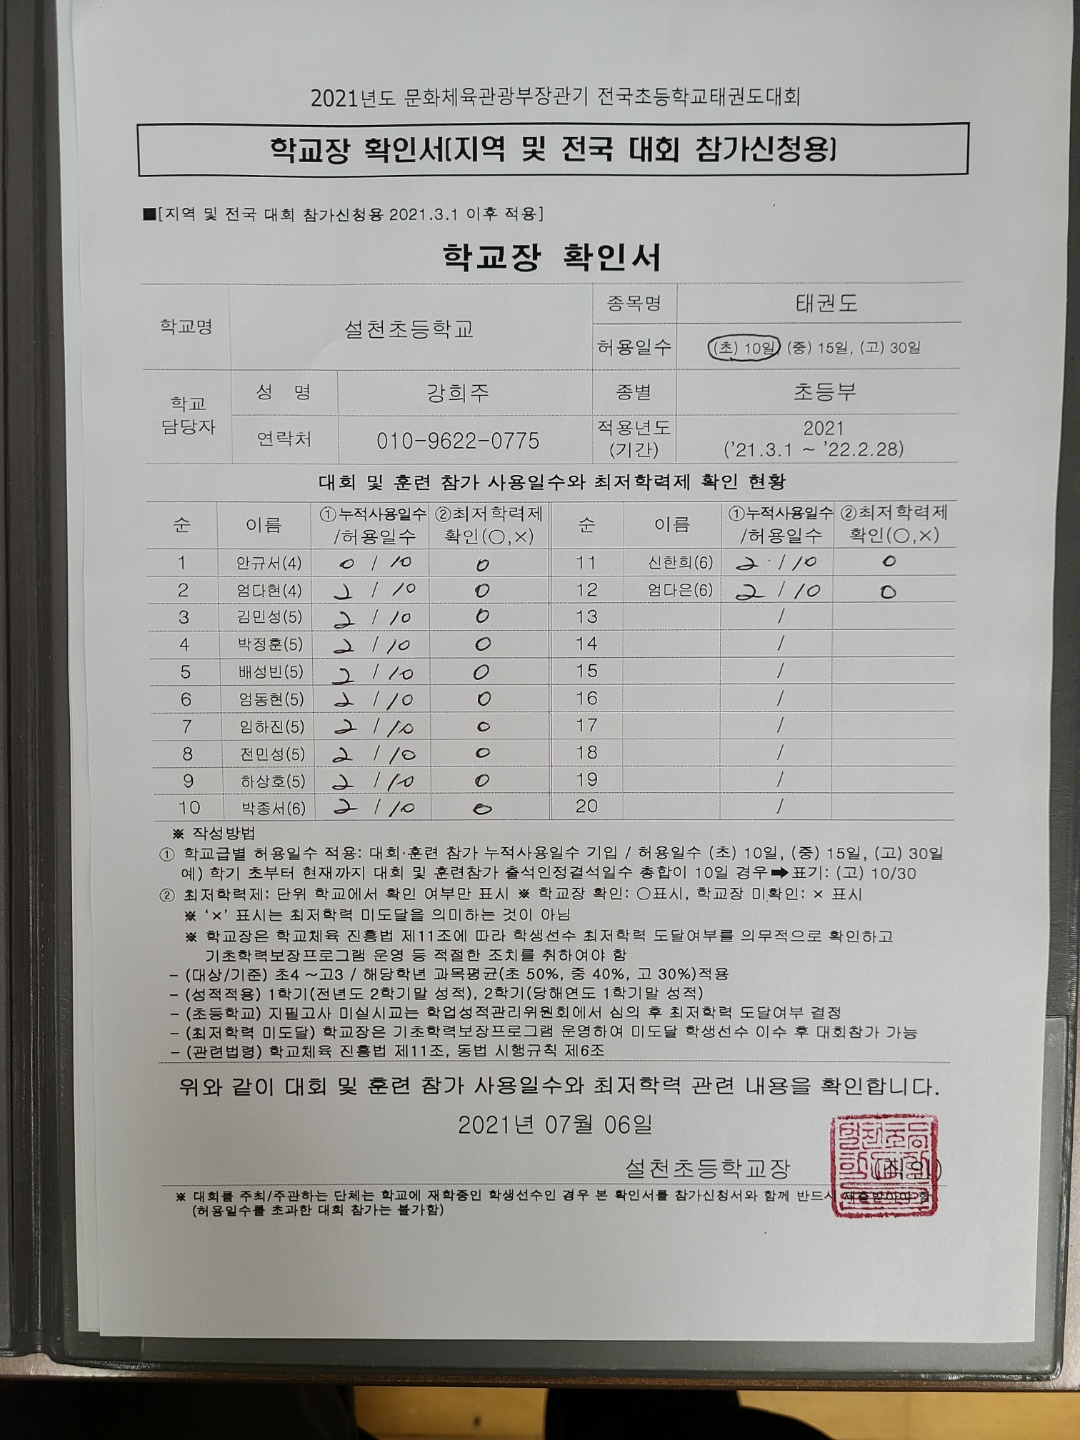 2021년도 문화체육관광부장관기 전국초등학교태권도대회
학교장 확인서(지역 및 전국 대회 참가신청용)
■[지역 및 전국 대회 참가신청용 2021.3.1 이후 적용]
학교장 확인서
학교명 설천초등학교 종목명 태권도
허용일수 (초) 10일, (중) 15일, (고) 30일
학교 담당자 성 명 강희주 종별 초등부
연락처 010-9622-0775 적용년도 (기간) 2021 ('21.3.1 ~ '22.2.28)
대회 및 훈련 참가 사용일수와 최저학력제 확인 현황
순 이름 ①누적사용일수/허용일수 ②최저학력제 확인(○,×) 순 이름 ①누적사용일수/허용일수 ②최저학력제 확인(○,×)
1 안규서(4) 0 / 10 0 11 신한희(6) 2 / 10 0
2 엄다현(4) 2 / 10 0 12 엄다은(6) 2 / 10 0
3 김민성(5) 2 / 10 0 13 /
4 박정훈(5) 2 / 10 0 14 /
5 배성빈(5) 2 / 10 0 15 /
6 엄동현(5) 2 / 10 0 16 /
7 임하진(5) 2 / 10 0 17 /
8 전민성(5) 2 / 10 0 18 /
9 하상호(5) 2 / 10 0 19 /
10 박종서(6) 2 / 10 0 20 /
※ 작성방법
① 학교급별 허용일수 적용: 대회·훈련 참가 누적사용일수 기입 / 허용일수 (초) 10일, (중) 15일, (고) 30일
예) 학기 초부터 현재까지 대회 및 훈련참가 출석인정결석일수 총합이 10일 경우➡표기: (고) 10/30
② 최저학력제: 단위 학교에서 확인 여부만 표시 ※ 학교장 확인: ○표시, 학교장 미확인: × 표시
※ '×' 표시는 최저학력 미도달을 의미하는 것이 아님
※ 학교장은 학교체육 진흥법 제11조에 따라 학생선수 최저학력 도달여부를 의무적으로 확인하고
기초학력보장프로그램 운영 등 적절한 조치를 취하여야 함
- (대상/기준) 초4 ~고3 / 해당학년 과목평균(초 50%, 중 40%, 고 30%)적용
- (성적적용) 1학기(전년도 2학기말 성적), 2학기(당해연도 1학기말 성적)
- (초등학교) 지필고사 미실시교는 학업성적관리위원회에서 심의 후 최저학력 도달여부 결정
- (최저학력 미도달) 학교장은 기초학력보장프로그램 운영하여 미도달 학생선수 이수 후 대회참가 가능
- (관련법령) 학교체육 진흥법 제11조, 동법 시행규칙 제6조
위와 같이 대회 및 훈련 참가 사용일수와 최저학력 관련 내용을 확인합니다.
2021년 07월 06일
설천초등학교장 (직인)
※ 대회를 주최/주관하는 단체는 학교에 재학중인 학생선수인 경우 본 확인서를 참가신청서와 함께 반드시 제출받아야 함
(허용일수를 초과한 대회 참가는 불가함)